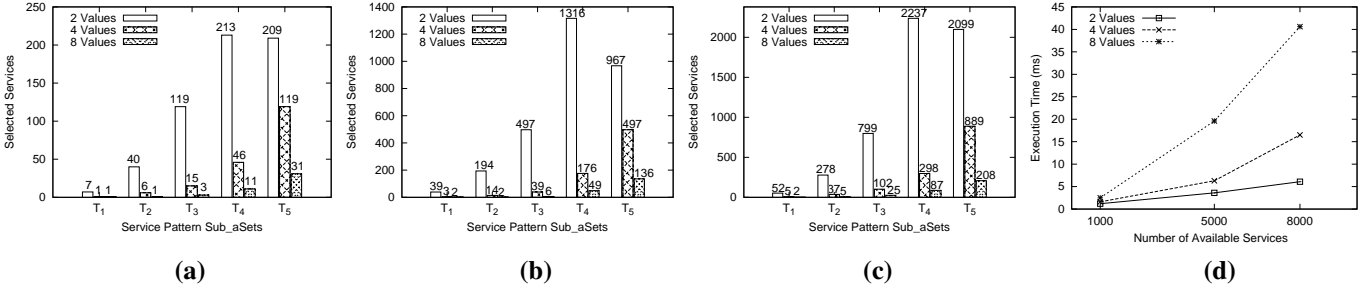 2 Values
4 Values
8 Values
Selected Services
250
200
150
100
50
0
7
1
1
40
6
1
119
15
3
213
46
11
209
119
31
T1
T2
T3
T4
T5
Service Pattern Sub_aSets
(a)
2 Values
4 Values
8 Values
Selected Services
1400
1200
1000
800
600
400
200
0
39
3
2
194
14
2
497
39
6
1316
176
49
967
497
136
T1
T2
T3
T4
T5
Service Pattern Sub_aSets
(b)
2 Values
4 Values
8 Values
Selected Services
2000
1500
1000
500
0
52
5
2
278
37
5
799
102
25
2237
298
87
2099
889
208
T1
T2
T3
T4
T5
Service Pattern Sub_aSets
(c)
2 Values
4 Values
8 Values
Execution Time (ms)
45
40
35
30
25
20
15
10
5
0
1000
5000
8000
Number of Available Services
(d)